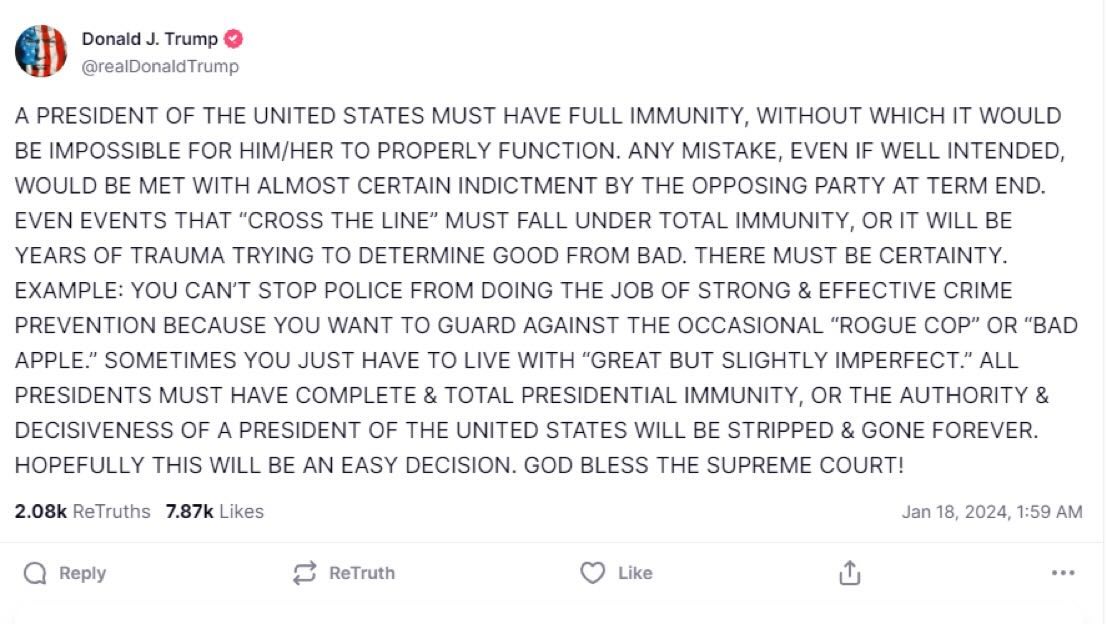 Donald J. Trump
@realDonaldTrump
A PRESIDENT OF THE UNITED STATES MUST HAVE FULL IMMUNITY, WITHOUT WHICH IT WOULD
BE IMPOSSIBLE FOR HIM/HER TO PROPERLY FUNCTION. ANY MISTAKE, EVEN IF WELL INTENDED,
WOULD BE MET WITH ALMOST CERTAIN INDICTMENT BY THE OPPOSING PARTY AT TERM END.
EVEN EVENTS THAT “CROSS THE LINE” MUST FALL UNDER TOTAL IMMUNITY, OR IT WILL BE
YEARS OF TRAUMA TRYING TO DETERMINE GOOD FROM BAD. THERE MUST BE CERTAINTY.
EXAMPLE: YOU CAN’T STOP POLICE FROM DOING THE JOB OF STRONG & EFFECTIVE CRIME
PREVENTION BECAUSE YOU WANT TO GUARD AGAINST THE OCCASIONAL “ROGUE COP” OR “BAD
APPLE.” SOMETIMES YOU JUST HAVE TO LIVE WITH “GREAT BUT SLIGHTLY IMPERFECT.” ALL
PRESIDENTS MUST HAVE COMPLETE & TOTAL PRESIDENTIAL IMMUNITY, OR THE AUTHORITY &
DECISIVENESS OF A PRESIDENT OF THE UNITED STATES WILL BE STRIPPED & GONE FOREVER.
HOPEFULLY THIS WILL BE AN EASY DECISION. GOD BLESS THE SUPREME COURT!
2.08k ReTruths 7.87k Likes Jan 18, 2024, 1:59 AM
Reply ReTruth Like